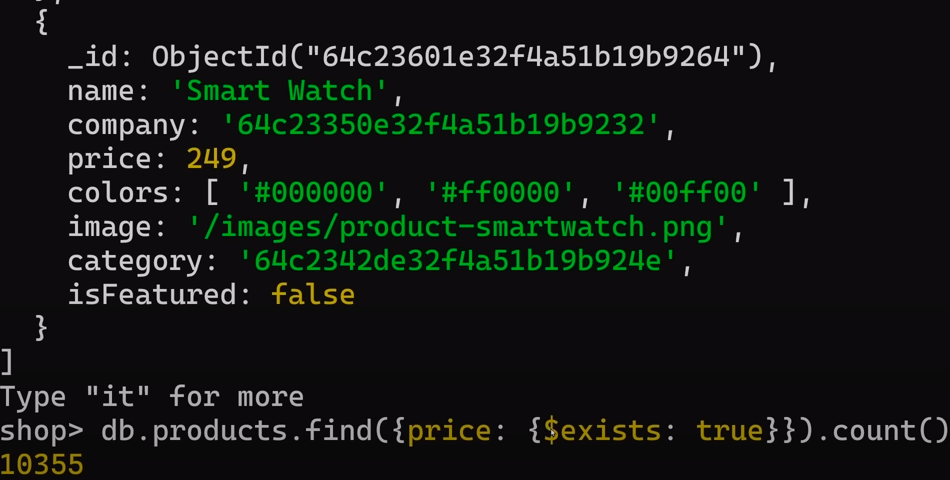 {
_id: ObjectId("64c23601e32f4a51b19b9264"),
name: 'Smart Watch',
company: '64c23350e32f4a51b19b9232',
price: 249,
colors: [ '#000000', '#ff0000', '#00ff00' ],
image: '/images/product-smartwatch.png',
category: '64c2342de32f4a51b19b924e',
isFeatured: false
}
]
Type "it" for more
shop> db.products.find({price: {$exists: true}}).count()
10355